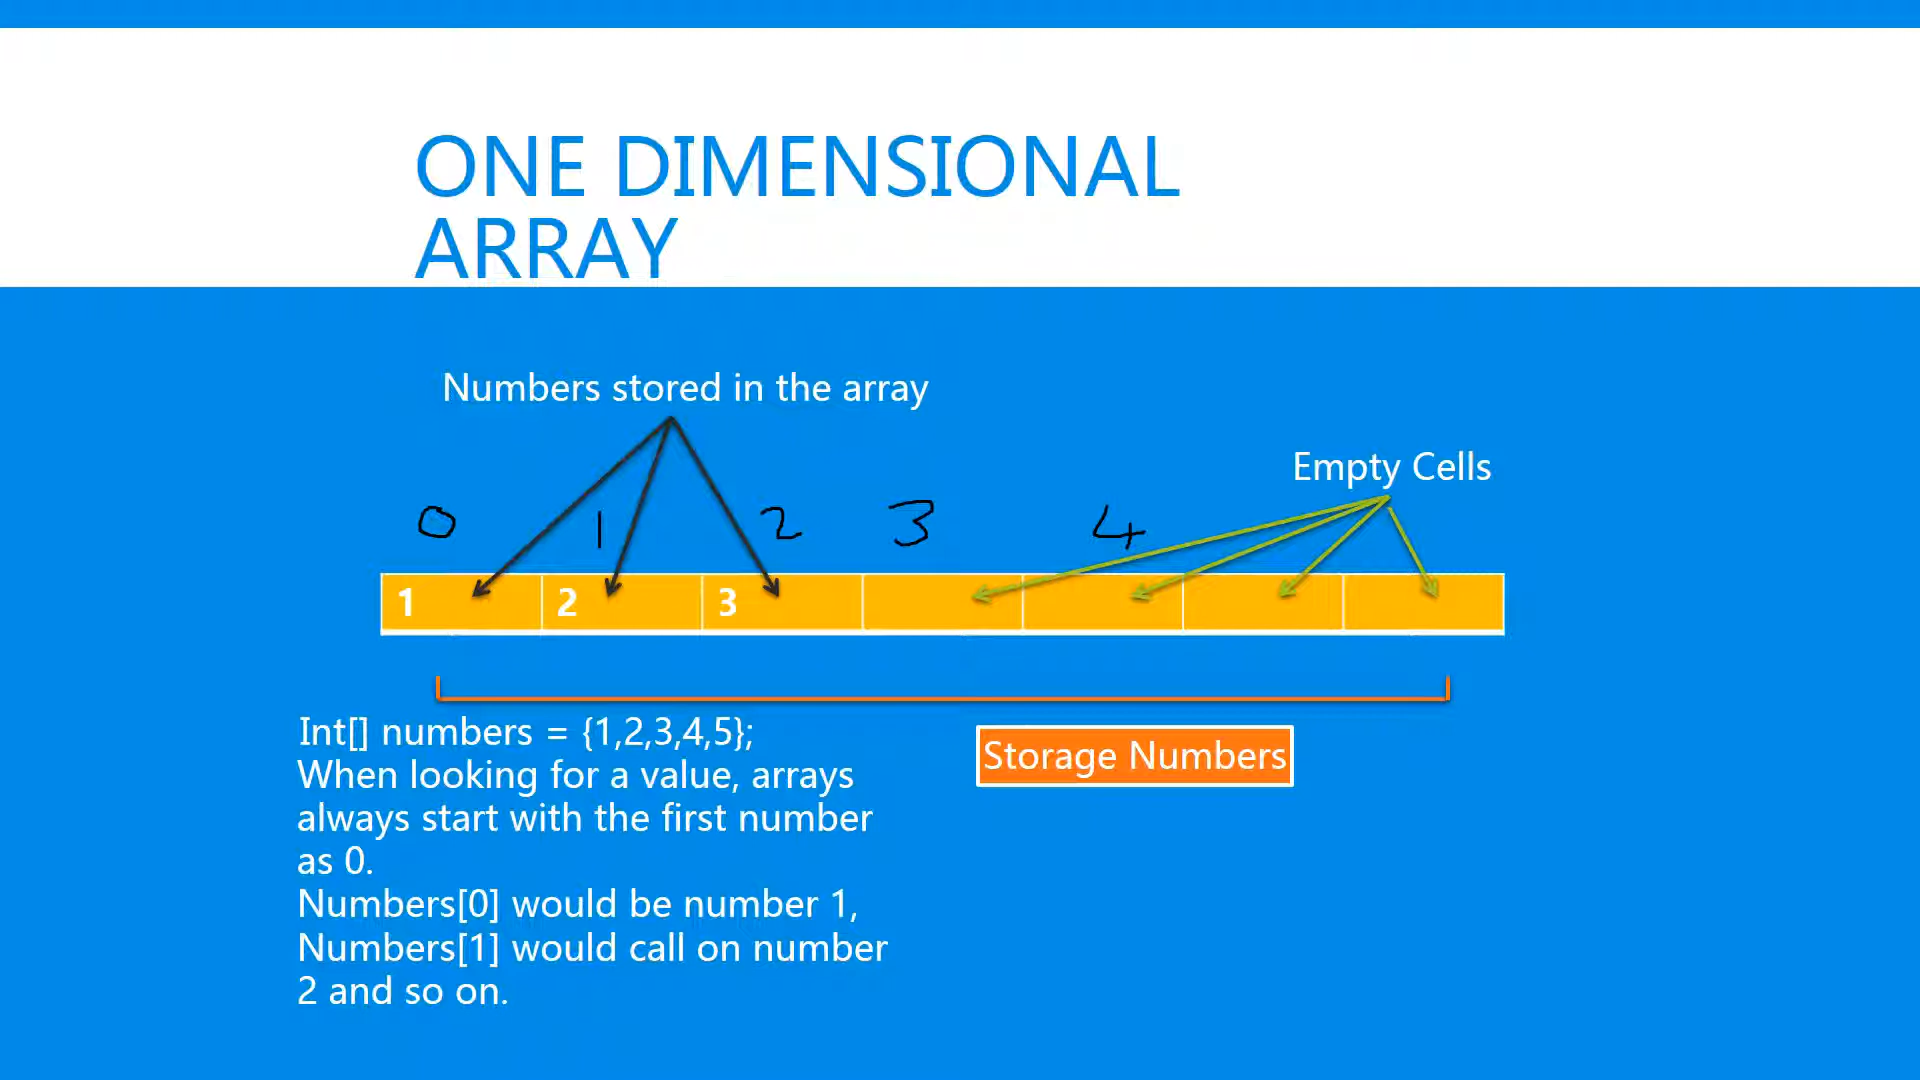 ONE DIMENSIONAL
ARRAY
Numbers stored in the array
Empty Cells
0 1 2 3 4
1 2 3
Int[] numbers = {1,2,3,4,5};
When looking for a value, arrays
always start with the first number
as 0.
Numbers[0] would be number 1,
Numbers[1] would call on number
2 and so on.
Storage Numbers